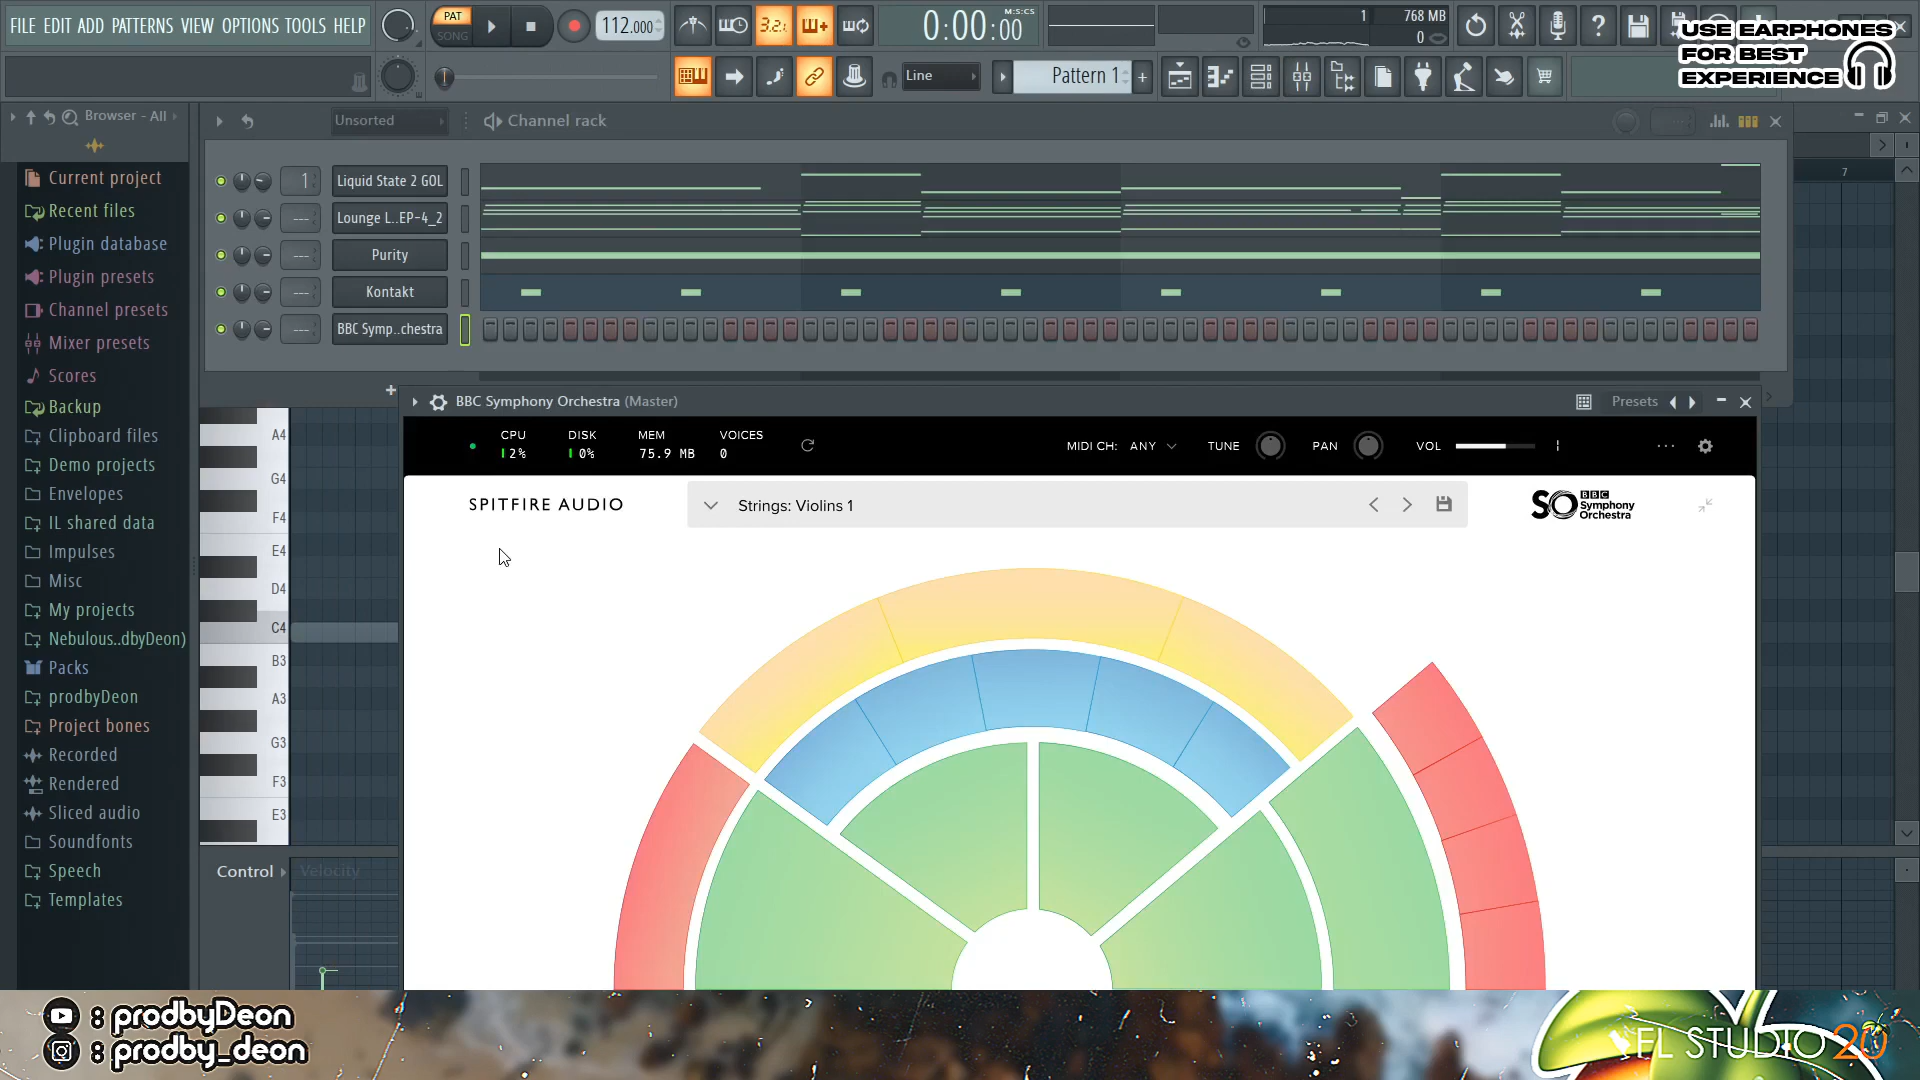 FILE EDIT ADD PATTERNS VIEW OPTIONS TOOLS HELP
PAT
SONG
112.000
3.2.
0:00:00
M:S:CS
1
768 MB
0
USE EARPHONES
FOR BEST
EXPERIENCE
Line
Pattern 1
Browser - All
Unsorted
Channel rack
Current project
Recent files
Plugin database
Plugin presets
Channel presets
Mixer presets
Scores
Backup
Clipboard files
Demo projects
Envelopes
IL shared data
Impulses
Misc
My projects
Nebulous..dbyDeon)
Packs
prodbyDeon
Project bones
Recorded
Rendered
Sliced audio
Soundfonts
Speech
Templates
1
Liquid State 2 GOL
---
Lounge L..EP-4_2
---
Purity
---
Kontakt
---
BBC Symp..chestra
7
A4
G4
F4
E4
D4
C4
B3
A3
G3
F3
E3
Control
Velocity
BBC Symphony Orchestra (Master)
Presets
CPU
2%
DISK
0%
MEM
75.9 MB
VOICES
0
MIDI CH: ANY
TUNE
PAN
VOL
SPITFIRE AUDIO
Strings: Violins 1
SO BBC Symphony Orchestra
: prodbyDeon
: prodby_deon
FL STUDIO 20